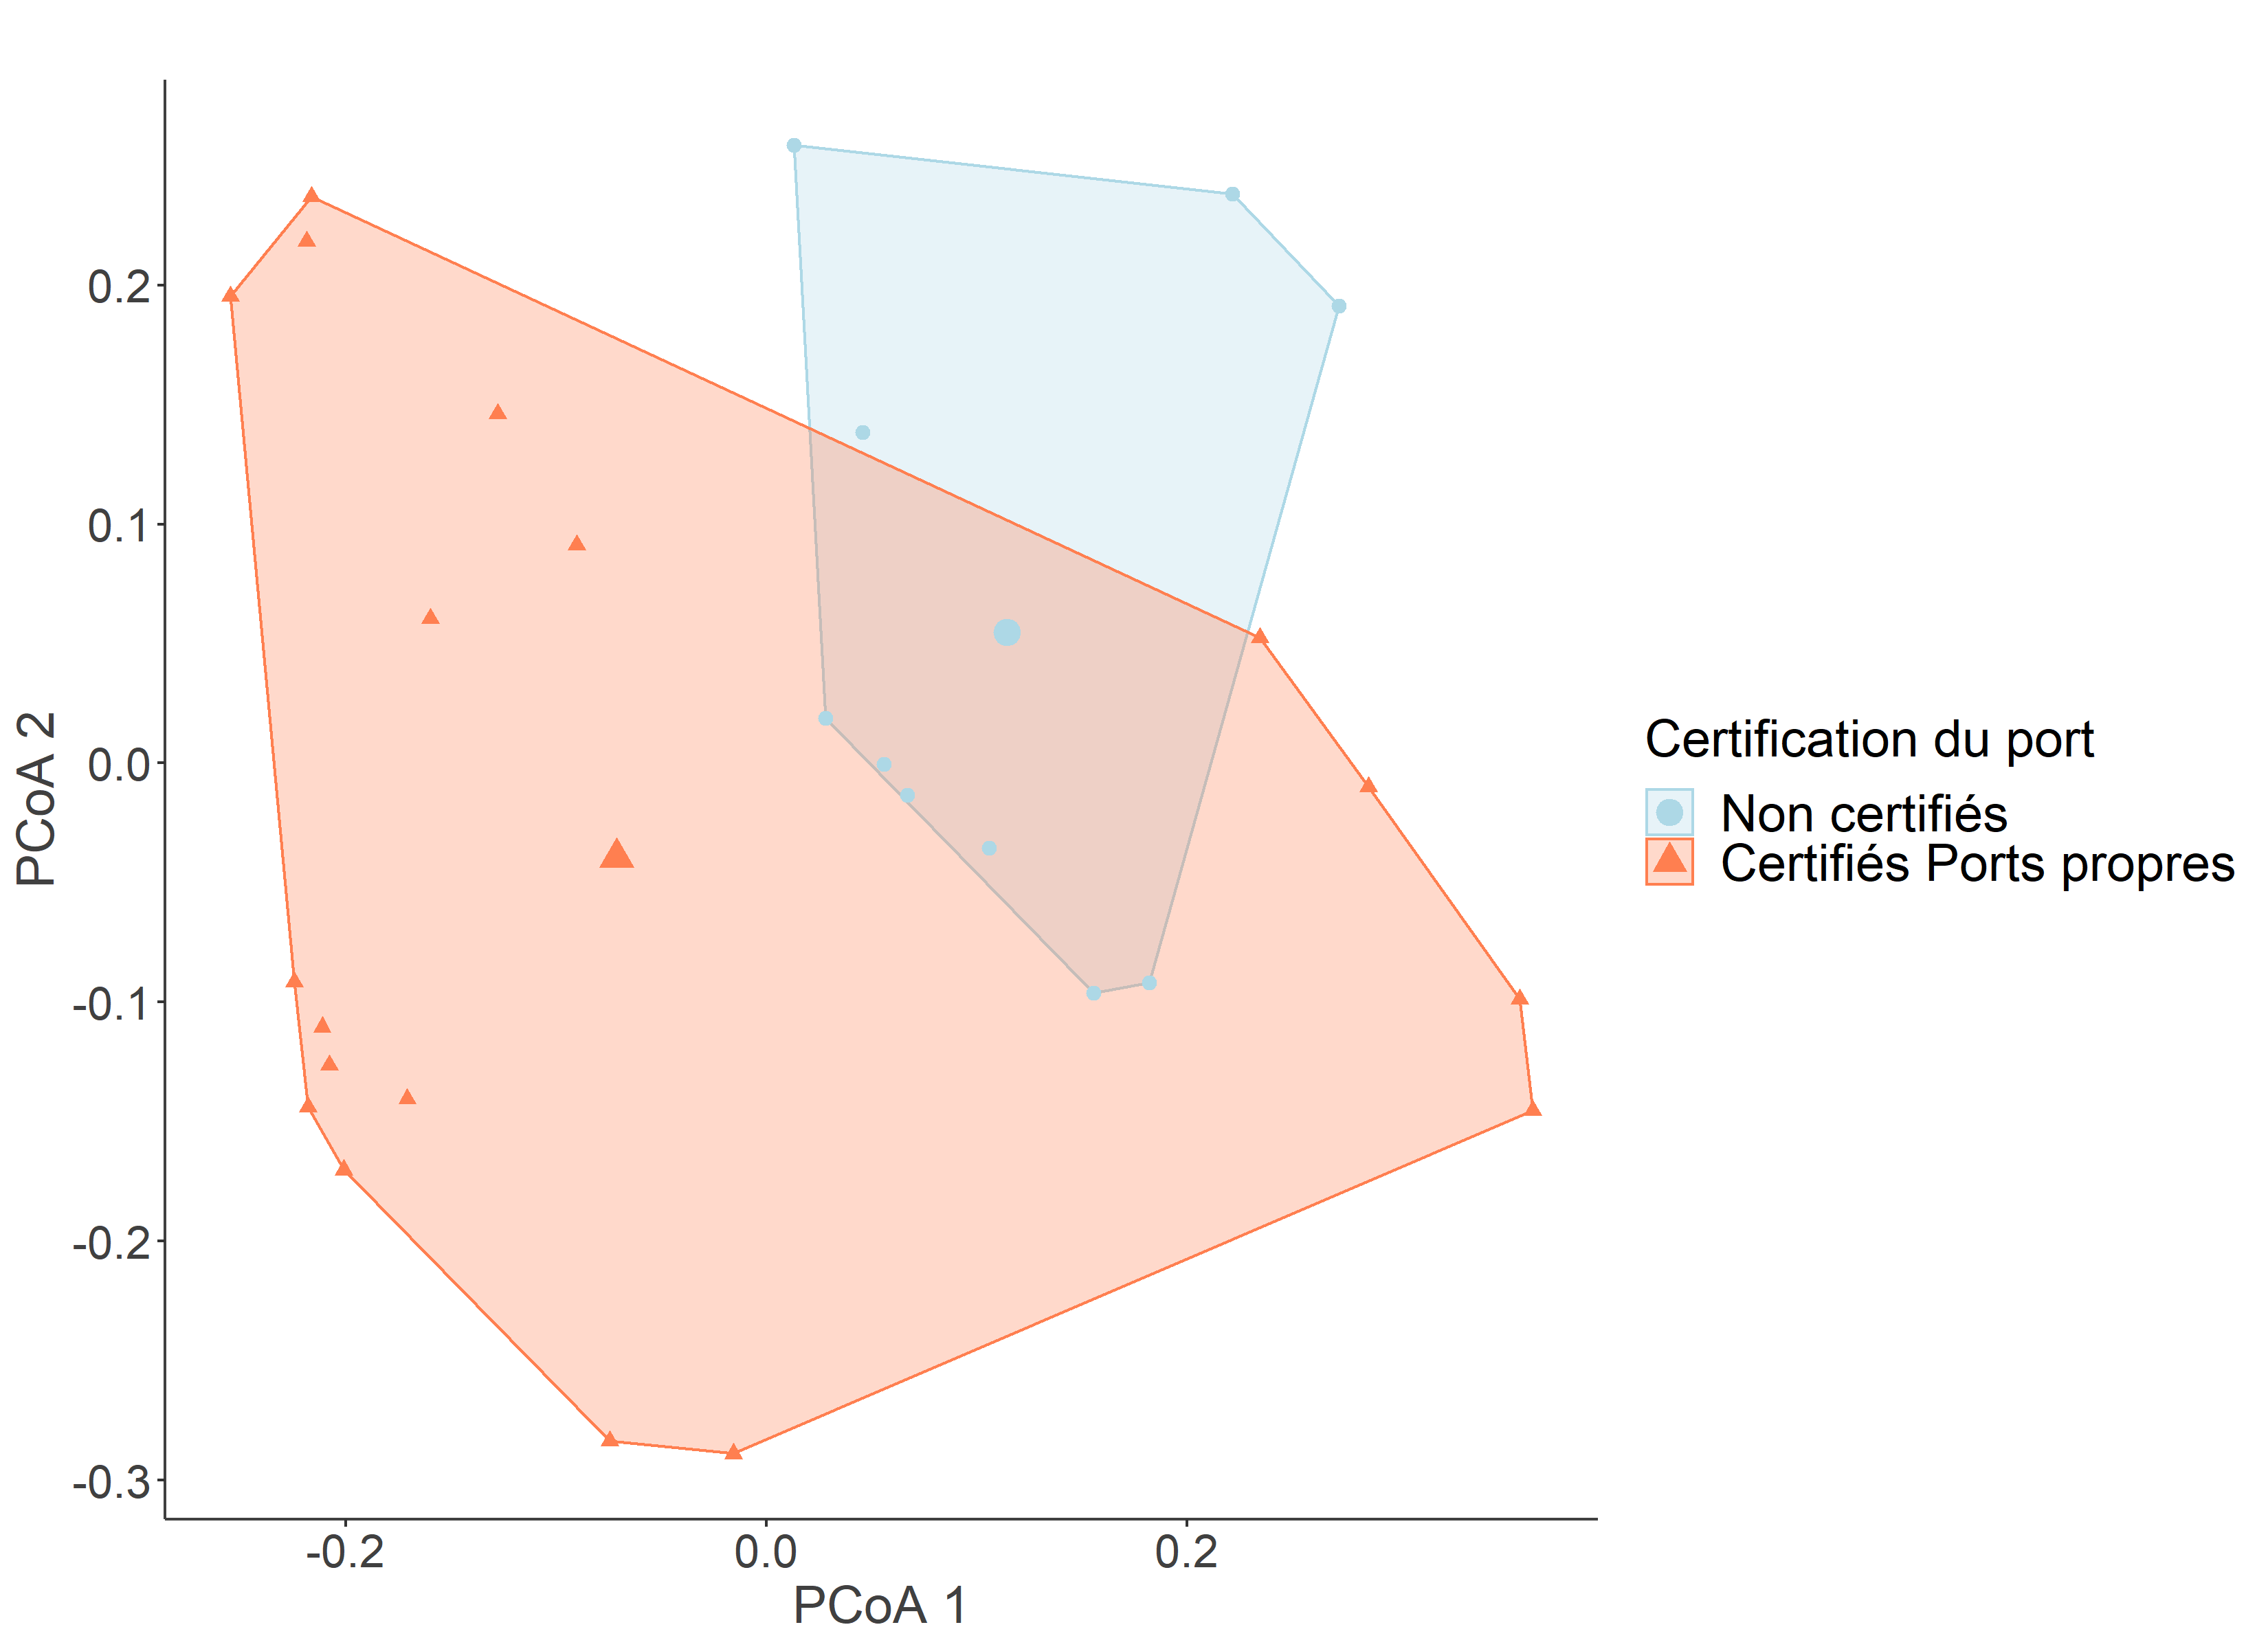 0.2
0.1
0.0
-0.1
-0.2
-0.3
PCoA 2
-0.2
0.0
0.2
PCoA 1
Certification du port
Non certifiés
Certifiés Ports propres